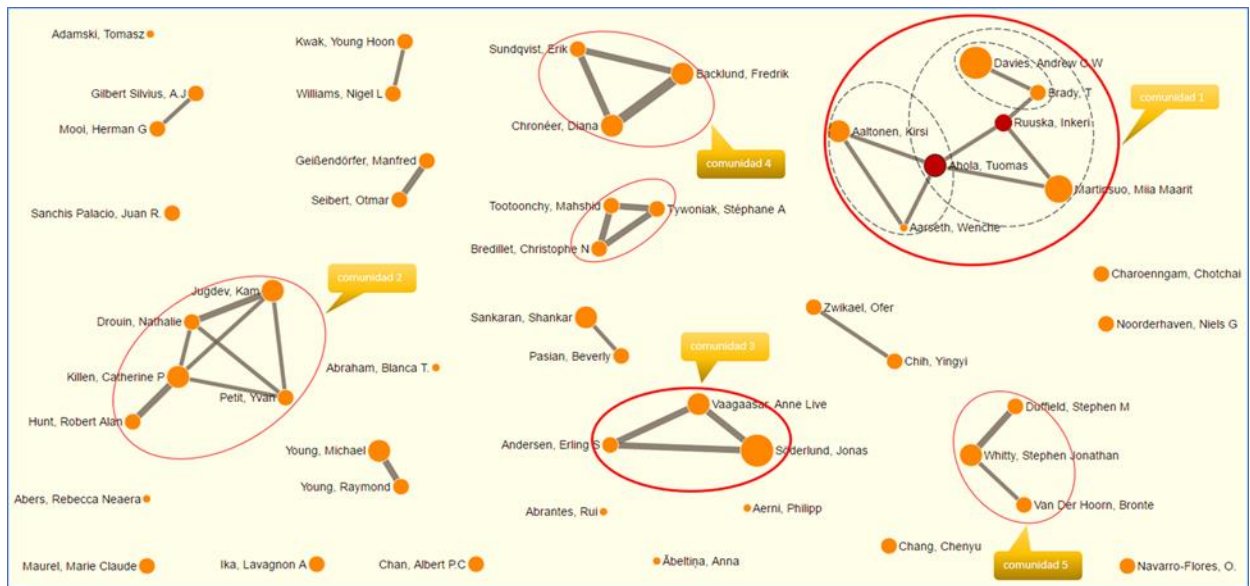 Adamski, Tomasz
Gilbert Silvius, A.J
Mooi, Herman G
Kwak, Young Hoon
Williams, Nigel L
Geißendörfer, Manfred
Seibert, Otmar
Sanchis Palacio, Juan R.
Sundqvist, Erik
Backlund, Fredrik
Chronéer, Diana
comunidad 4
Tootoonchy, Mahshid
Tywoniak, Stéphane A
Bredillet, Christophe N
Davies, Andrew C.W
Brady, T
Ruuska, Inkeri
Aaltonen, Kirsi
Ahola, Tuomas
Martinsuo, Miia Maarit
Aarseth, Wenche
comunidad 1
Charoenngam, Chotchai
Noorderhaven, Niels G
comunidad 2
Jugdev, Kam
Drouin, Nathalie
Killen, Catherine P
Petit, Yvan
Hunt, Robert Alan
Abraham, Blanca T.
Sankaran, Shankar
Pasian, Beverly
Zwikael, Ofer
Chih, Yingyi
comunidad 3
Vaagaasar, Anne Live
Andersen, Erling S
Söderlund, Jonas
Duffield, Stephen M
Whitty, Stephen Jonathan
Van Der Hoorn, Bronte
comunidad 5
Young, Michael
Young, Raymond
Abers, Rebecca Neaera
Abrantes, Rui
Aerni, Philipp
Maurel, Marie Claude
Ika, Lavagnon A
Chan, Albert P.C
Ābeltiņa, Anna
Chang, Chenyu
Navarro-Flores, O.